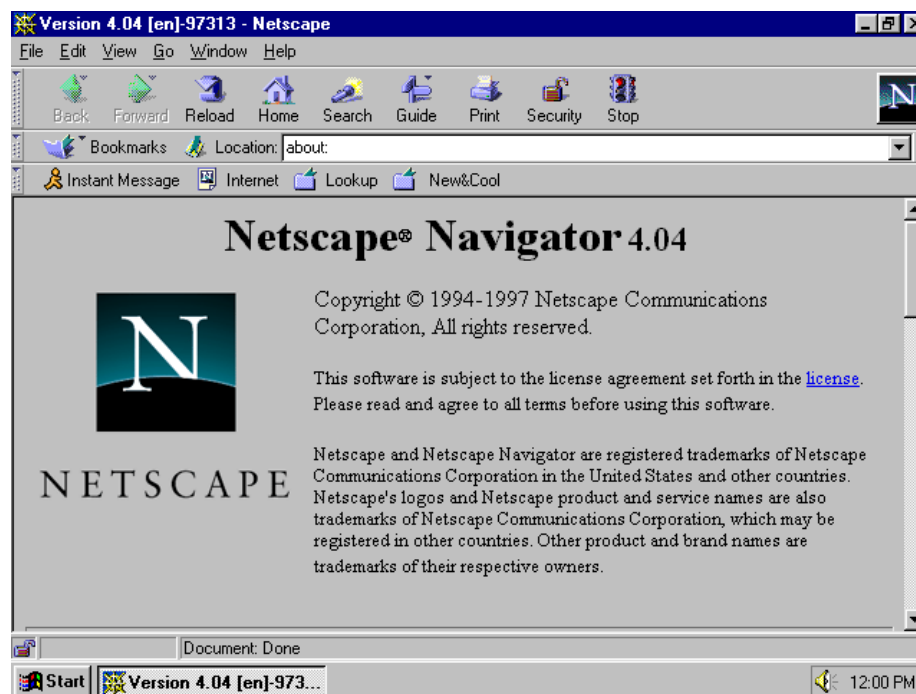 Version 4.04 [en]-97313 - Netscape
File Edit View Go Window Help
Back Forward Reload Home Search Guide Print Security Stop
N
Bookmarks Location: about:
Instant Message Internet Lookup New&Cool
Netscape® Navigator 4.04
Copyright © 1994-1997 Netscape Communications
Corporation, All rights reserved.
This software is subject to the license agreement set forth in the license.
Please read and agree to all terms before using this software.
N
NETSCAPE
Netscape and Netscape Navigator are registered trademarks of Netscape
Communications Corporation in the United States and other countries.
Netscape's logos and Netscape product and service names are also
trademarks of Netscape Communications Corporation, which may be
registered in other countries. Other product and brand names are
trademarks of their respective owners.
Document: Done
Start Version 4.04 [en]-973... 12:00 PM